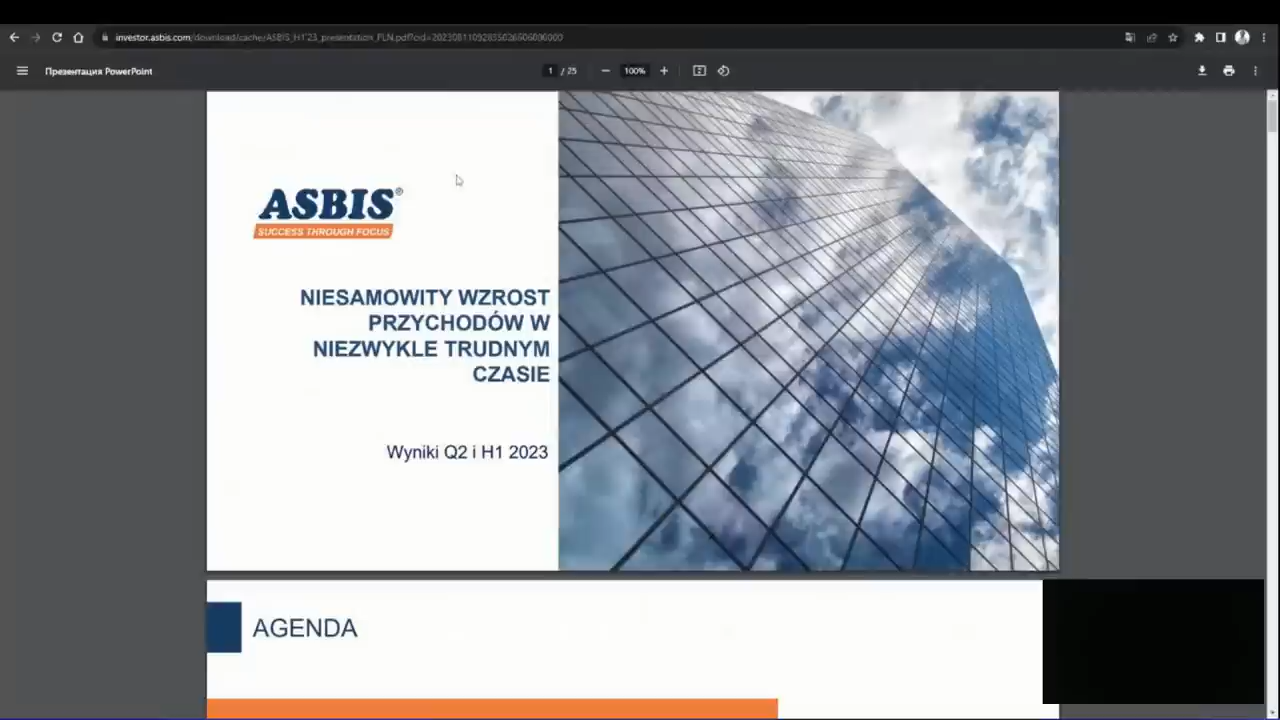 investor.asbis.com/download/cache/ASBIS_H1'23_presentation_PLN.pdf?cid=
Презентация PowerPoint
1 / 25
100%
ASBIS®
SUCCESS THROUGH FOCUS
NIESAMOWITY WZROST
PRZYCHODÓW W
NIEZWYKLE TRUDNYM
CZASIE
Wyniki Q2 i H1 2023
AGENDA